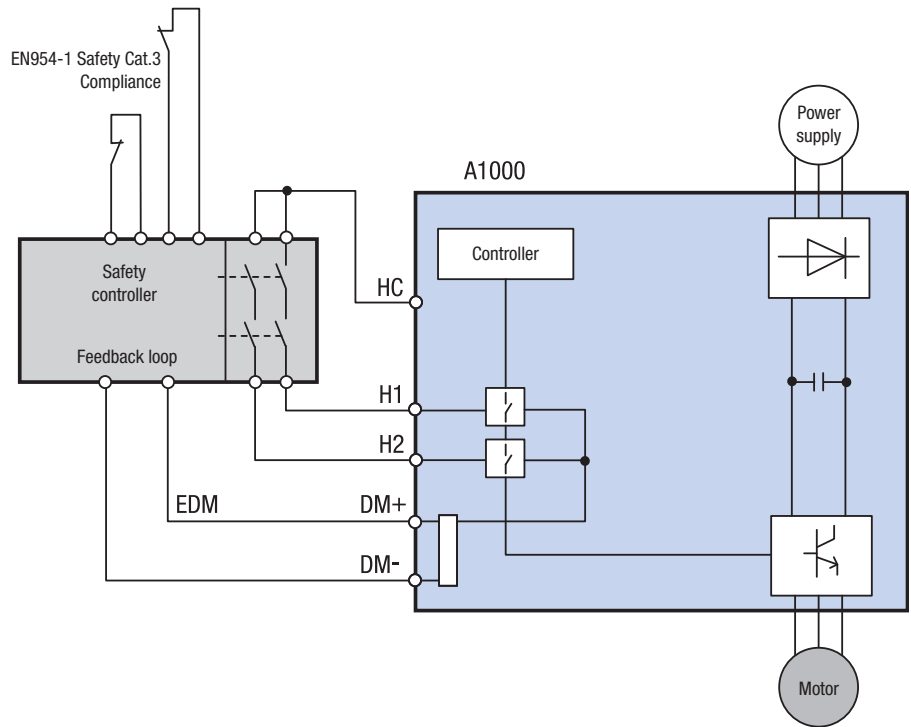 EN954-1 Safety Cat.3
Compliance
Power
supply
A1000
Safety
controller
Controller
HC
Feedback loop
H1
H2
EDM
DM+
DM-
Motor